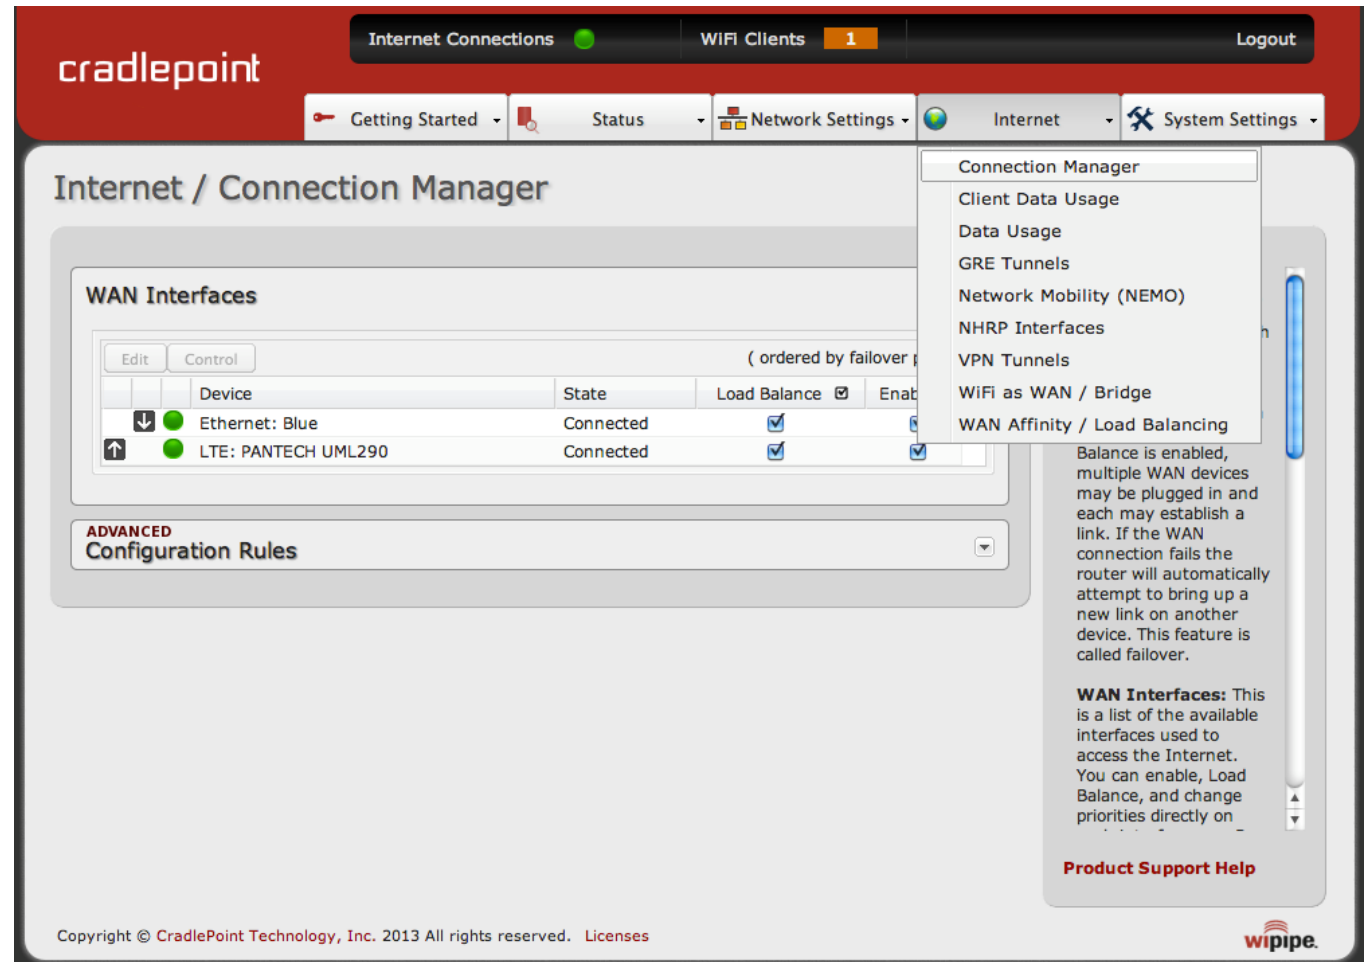 cradlepoint
Internet Connections
WiFi Clients 1
Logout
Getting Started
Status
Network Settings
Internet
System Settings
Internet / Connection Manager
Connection Manager
Client Data Usage
Data Usage
GRE Tunnels
Network Mobility (NEMO)
NHRP Interfaces
VPN Tunnels
WiFi as WAN / Bridge
WAN Affinity / Load Balancing
WAN Interfaces
Edit Control ( ordered by failover
Device State Load Balance
Ethernet: Blue Connected
LTE: PANTECH UML290 Connected
ADVANCED
Configuration Rules
Balance is enabled,
multiple WAN devices
may be plugged in and
each may establish a
link. If the WAN
connection fails the
router will automatically
attempt to bring up a
new link on another
device. This feature is
called failover.
WAN Interfaces: This
is a list of the available
interfaces used to
access the Internet.
You can enable, Load
Balance, and change
priorities directly on
Product Support Help
Copyright © CradlePoint Technology, Inc. 2013 All rights reserved. Licenses
wipipe.